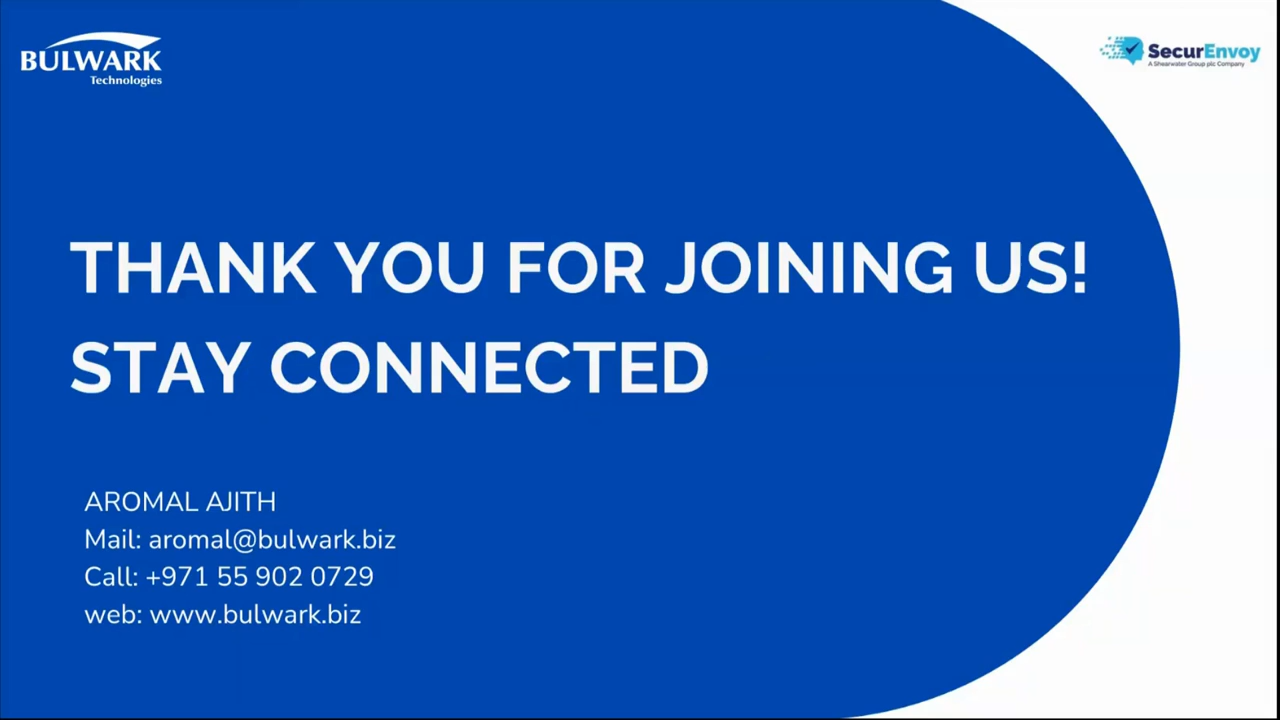 BULWARK
Technologies
SecurEnvoy
A Shearwater Group plc Company
THANK YOU FOR JOINING US!
STAY CONNECTED
AROMAL AJITH
Mail: aromal@bulwark.biz
Call: +971 55 902 0729
web: www.bulwark.biz